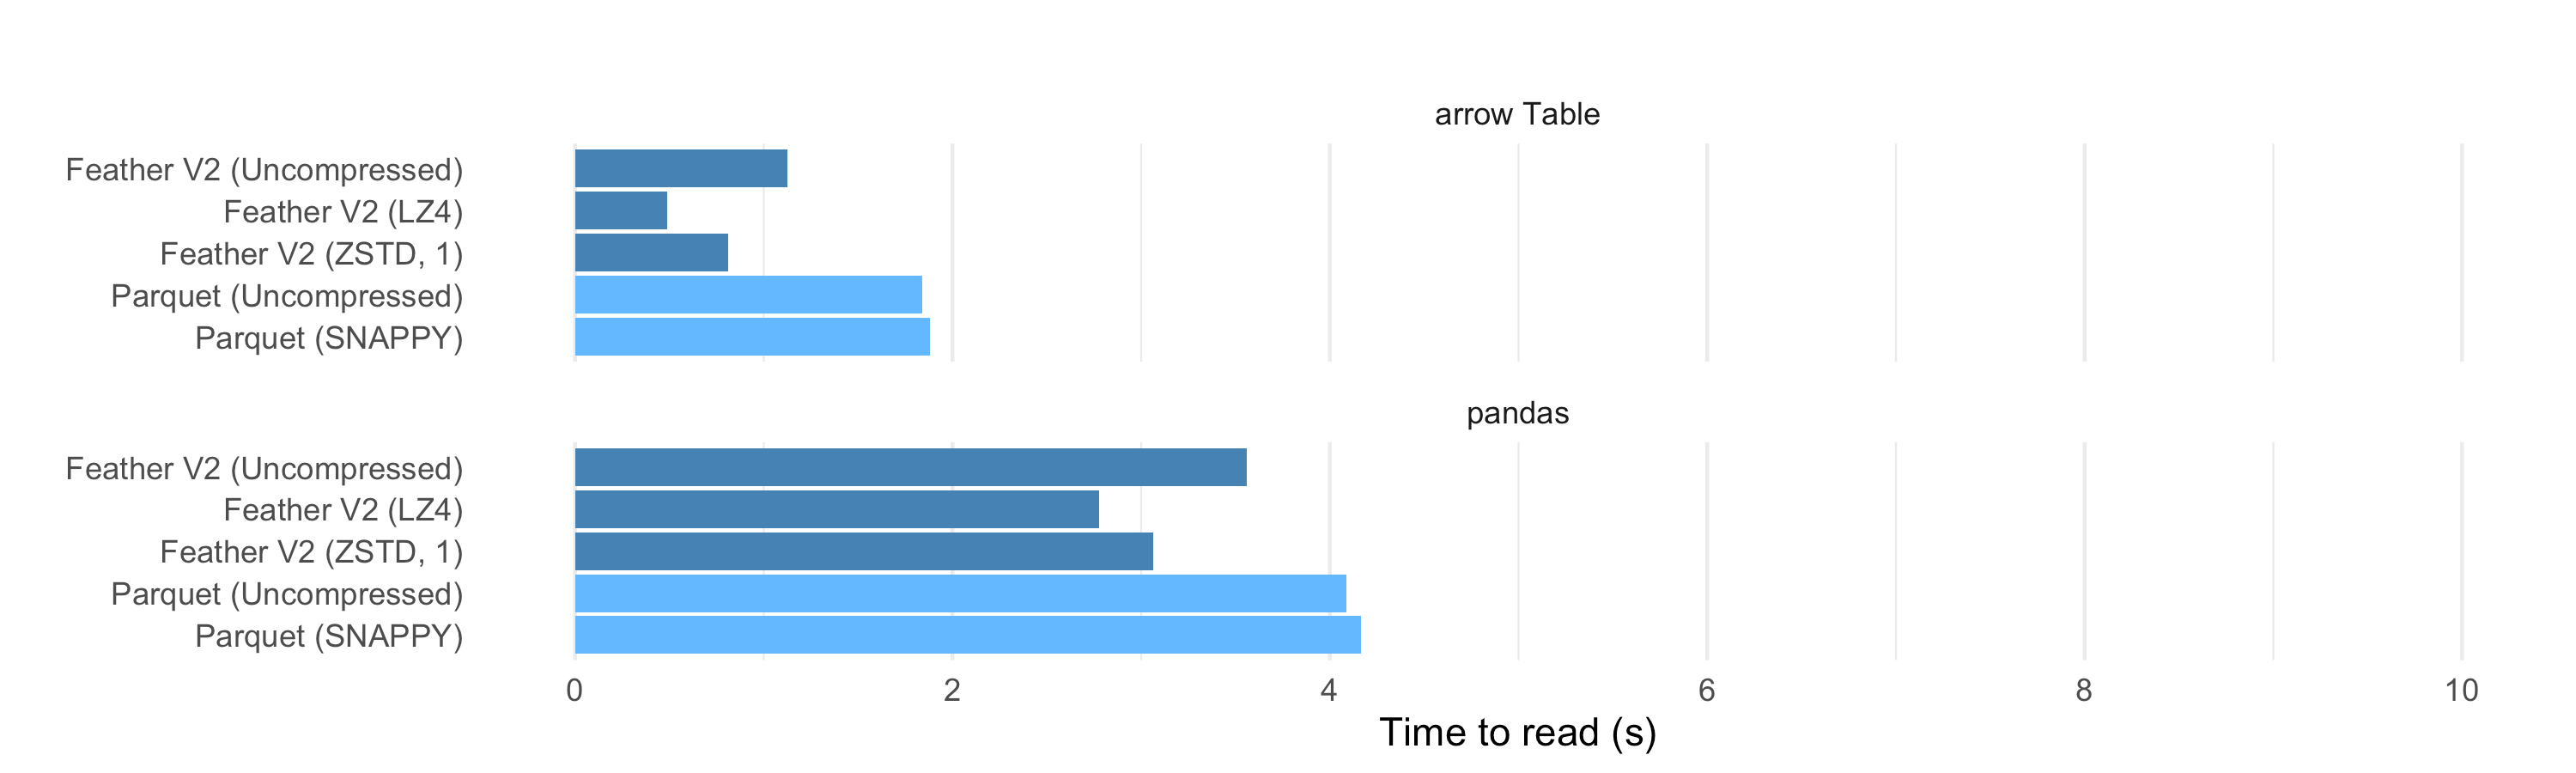 arrow Table
Feather V2 (Uncompressed)
Feather V2 (LZ4)
Feather V2 (ZSTD, 1)
Parquet (Uncompressed)
Parquet (SNAPPY)
pandas
Feather V2 (Uncompressed)
Feather V2 (LZ4)
Feather V2 (ZSTD, 1)
Parquet (Uncompressed)
Parquet (SNAPPY)
0 2 4 6 8 10
Time to read (s)